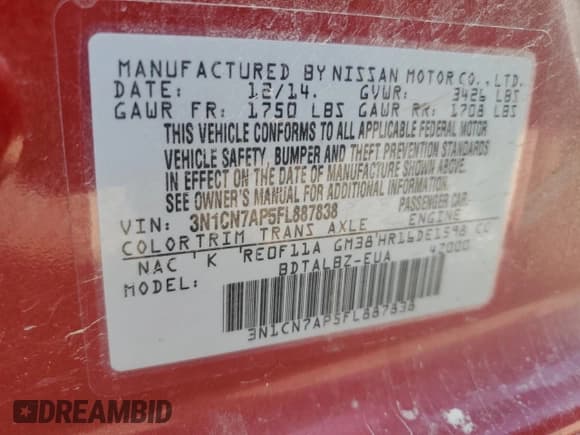 MANUFACTURED BY NISSAN MOTOR CO., LTD.
DATE: 12/14. GVWR: 3426 LBS
GAWR FR: 1750 LBS GAWR RR: 1708 LBS
THIS VEHICLE CONFORMS TO ALL APPLICABLE FEDERAL MOTOR
VEHICLE SAFETY, BUMPER AND THEFT PREVENTION STANDARDS
IN EFFECT ON THE DATE OF MANUFACTURE SHOWN ABOVE.
SEE OWNER'S MANUAL FOR ADDITIONAL INFORMATION.
VIN: 3N1CN7AP5FL887838 PASSENGER CAR
COLOR TRIM TRANS AXLE ENGINE
NAC 'K 'RE0F11A GM38'HR16DE1598 CC
BDTALBZ-EUA 42000
3N1CN7AP5FL887838
DREAMBID